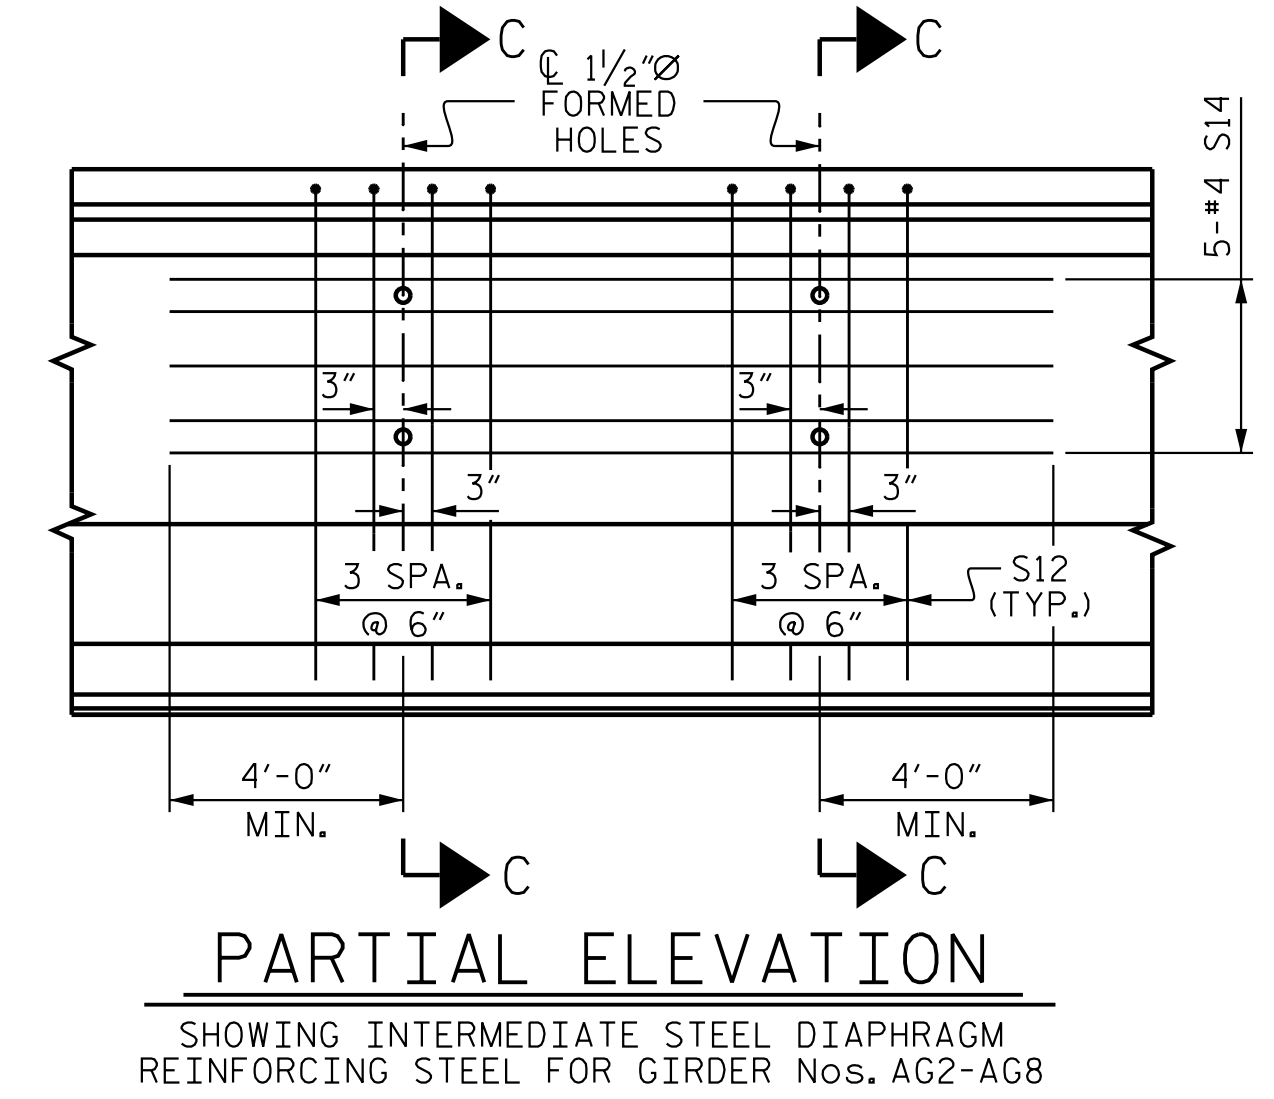 C
C
℄ 1½"Ø
FORMED
HOLES
5-#4 S14
3"
3"
3"
3"
3 SPA.
@ 6"
3 SPA.
@ 6"
S12
(TYP.)
4'-0"
MIN.
4'-0"
MIN.
C
C
PARTIAL ELEVATION
SHOWING INTERMEDIATE STEEL DIAPHRAGM
REINFORCING STEEL FOR GIRDER Nos. AG2-AG8